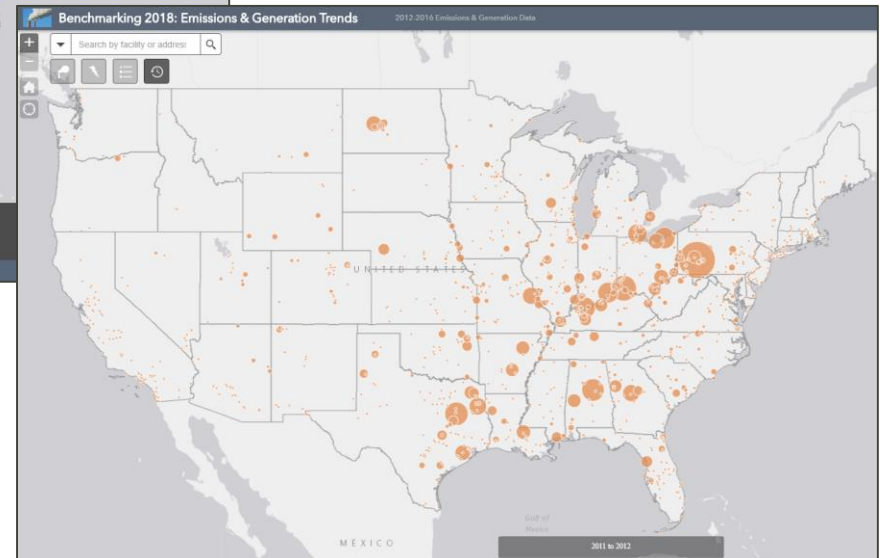 Benchmarking 2018: Emissions & Generation Trends
2012-2016 Emissions & Generation Data
Search by facility or address
UNITED STATES
Gulf of
Mexico
MÉXICO
2011 to 2012